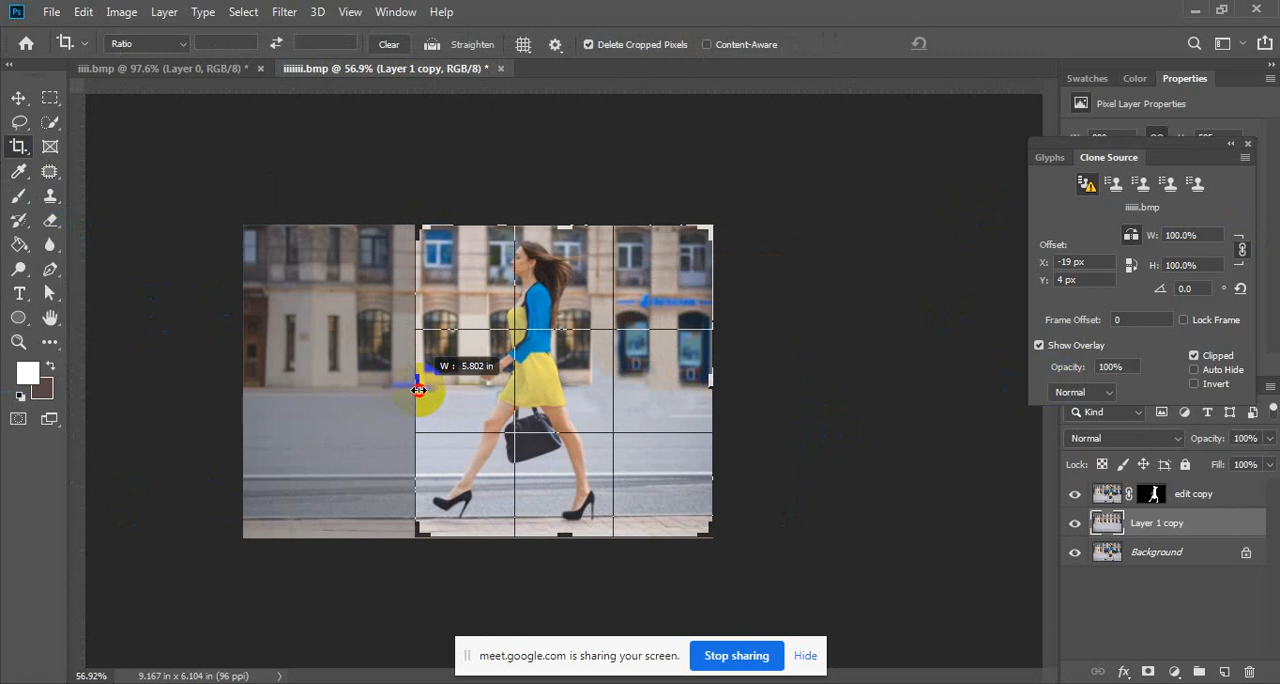 Ps File Edit Image Layer Type Select Filter 3D View Window Help
Ratio Clear Straighten Delete Cropped Pixels Content-Aware
iiii.bmp @ 97.6% (Layer 0, RGB/8) * × iiiiiii.bmp @ 56.9% (Layer 1 copy, RGB/8) * ×
Swatches Color Properties
Pixel Layer Properties
Glyphs Clone Source
iiiiiii.bmp
W: 100.0%
Offset:
X: -19 px
H: 100.0%
Y: 4 px
0.0 °
Frame Offset: 0 Lock Frame
Show Overlay
Clipped
Opacity: 100% Auto Hide
Invert
Normal
W : 5.802 in
Kind
Normal Opacity: 100%
Lock: Fill: 100%
edit copy
Layer 1 copy
Background
meet.google.com is sharing your screen. Stop sharing Hide
56.92% 9.167 in x 6.104 in (96 ppi)